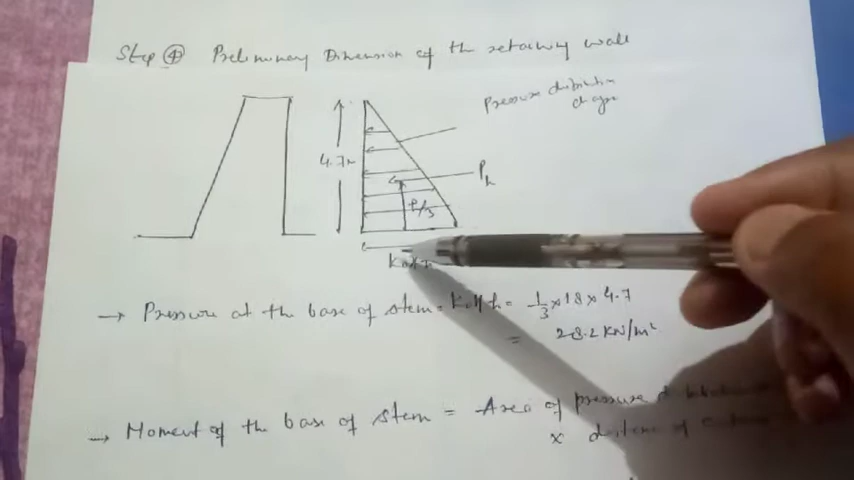 Step ④ Preliminary Dimension of the retaining wall
Pressure distribution
4.7m
Ph
h/3
→ Pressure at the base of stem = Kaγh = 1/3 × 18 × 4.7
= 28.2 KN/m²
→ Moment of the base of stem = Area of pressure
× distance of